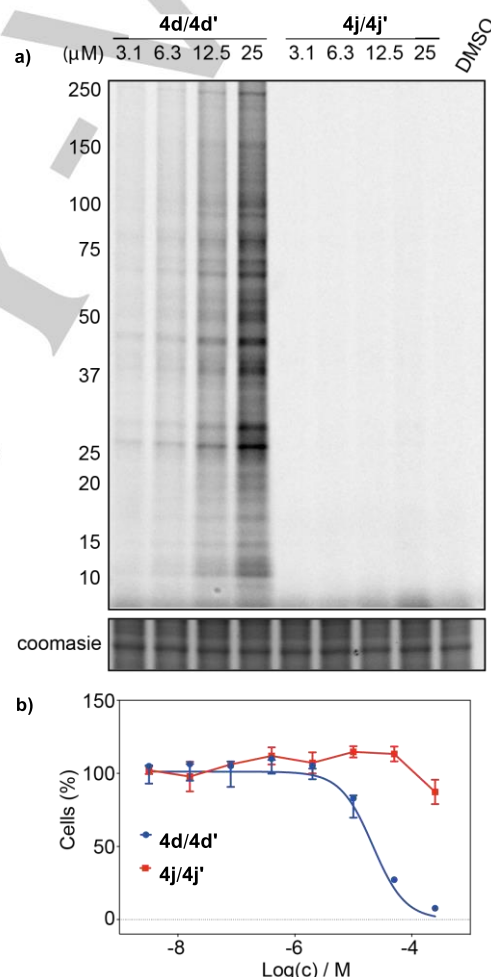 4d/4d' 4j/4j'
a) (μM) 3.1 6.3 12.5 25 3.1 6.3 12.5 25 DMSO
250
150
100
75
50
37
25
20
15
10
coomasie
b)
150
100
50
0
Cells (%)
4d/4d'
4j/4j'
-8 -6 -4
Log(c) / M